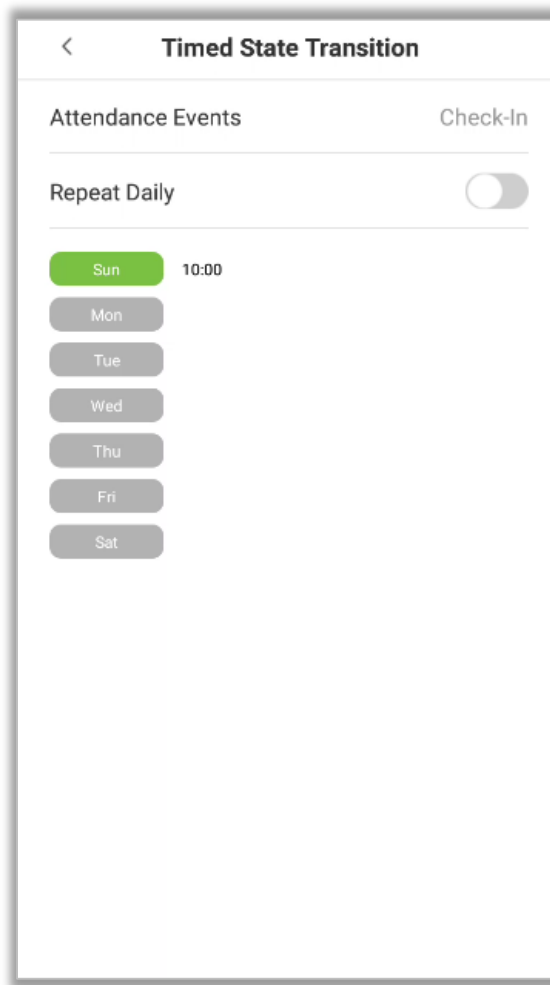 Timed State Transition
Attendance Events Check-In
Repeat Daily
Sun 10:00
Mon
Tue
Wed
Thu
Fri
Sat